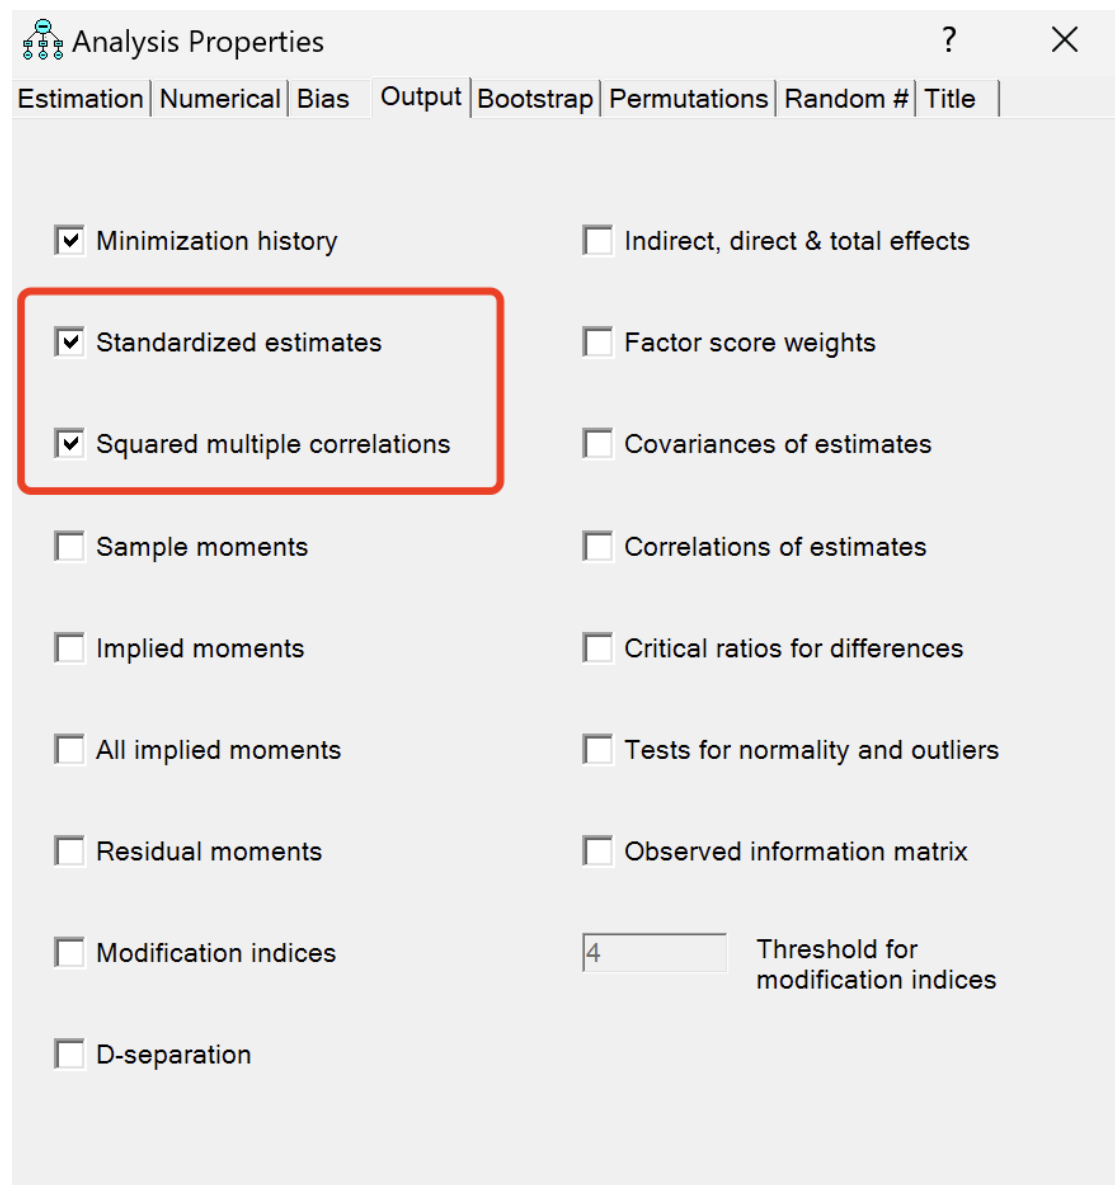 Analysis Properties ?
Estimation Numerical Bias Output Bootstrap Permutations Random # Title
Minimization history
Indirect, direct & total effects
Standardized estimates
Factor score weights
Squared multiple correlations
Covariances of estimates
Sample moments
Correlations of estimates
Implied moments
Critical ratios for differences
All implied moments
Tests for normality and outliers
Residual moments
Observed information matrix
Modification indices
4
Threshold for
modification indices
D-separation